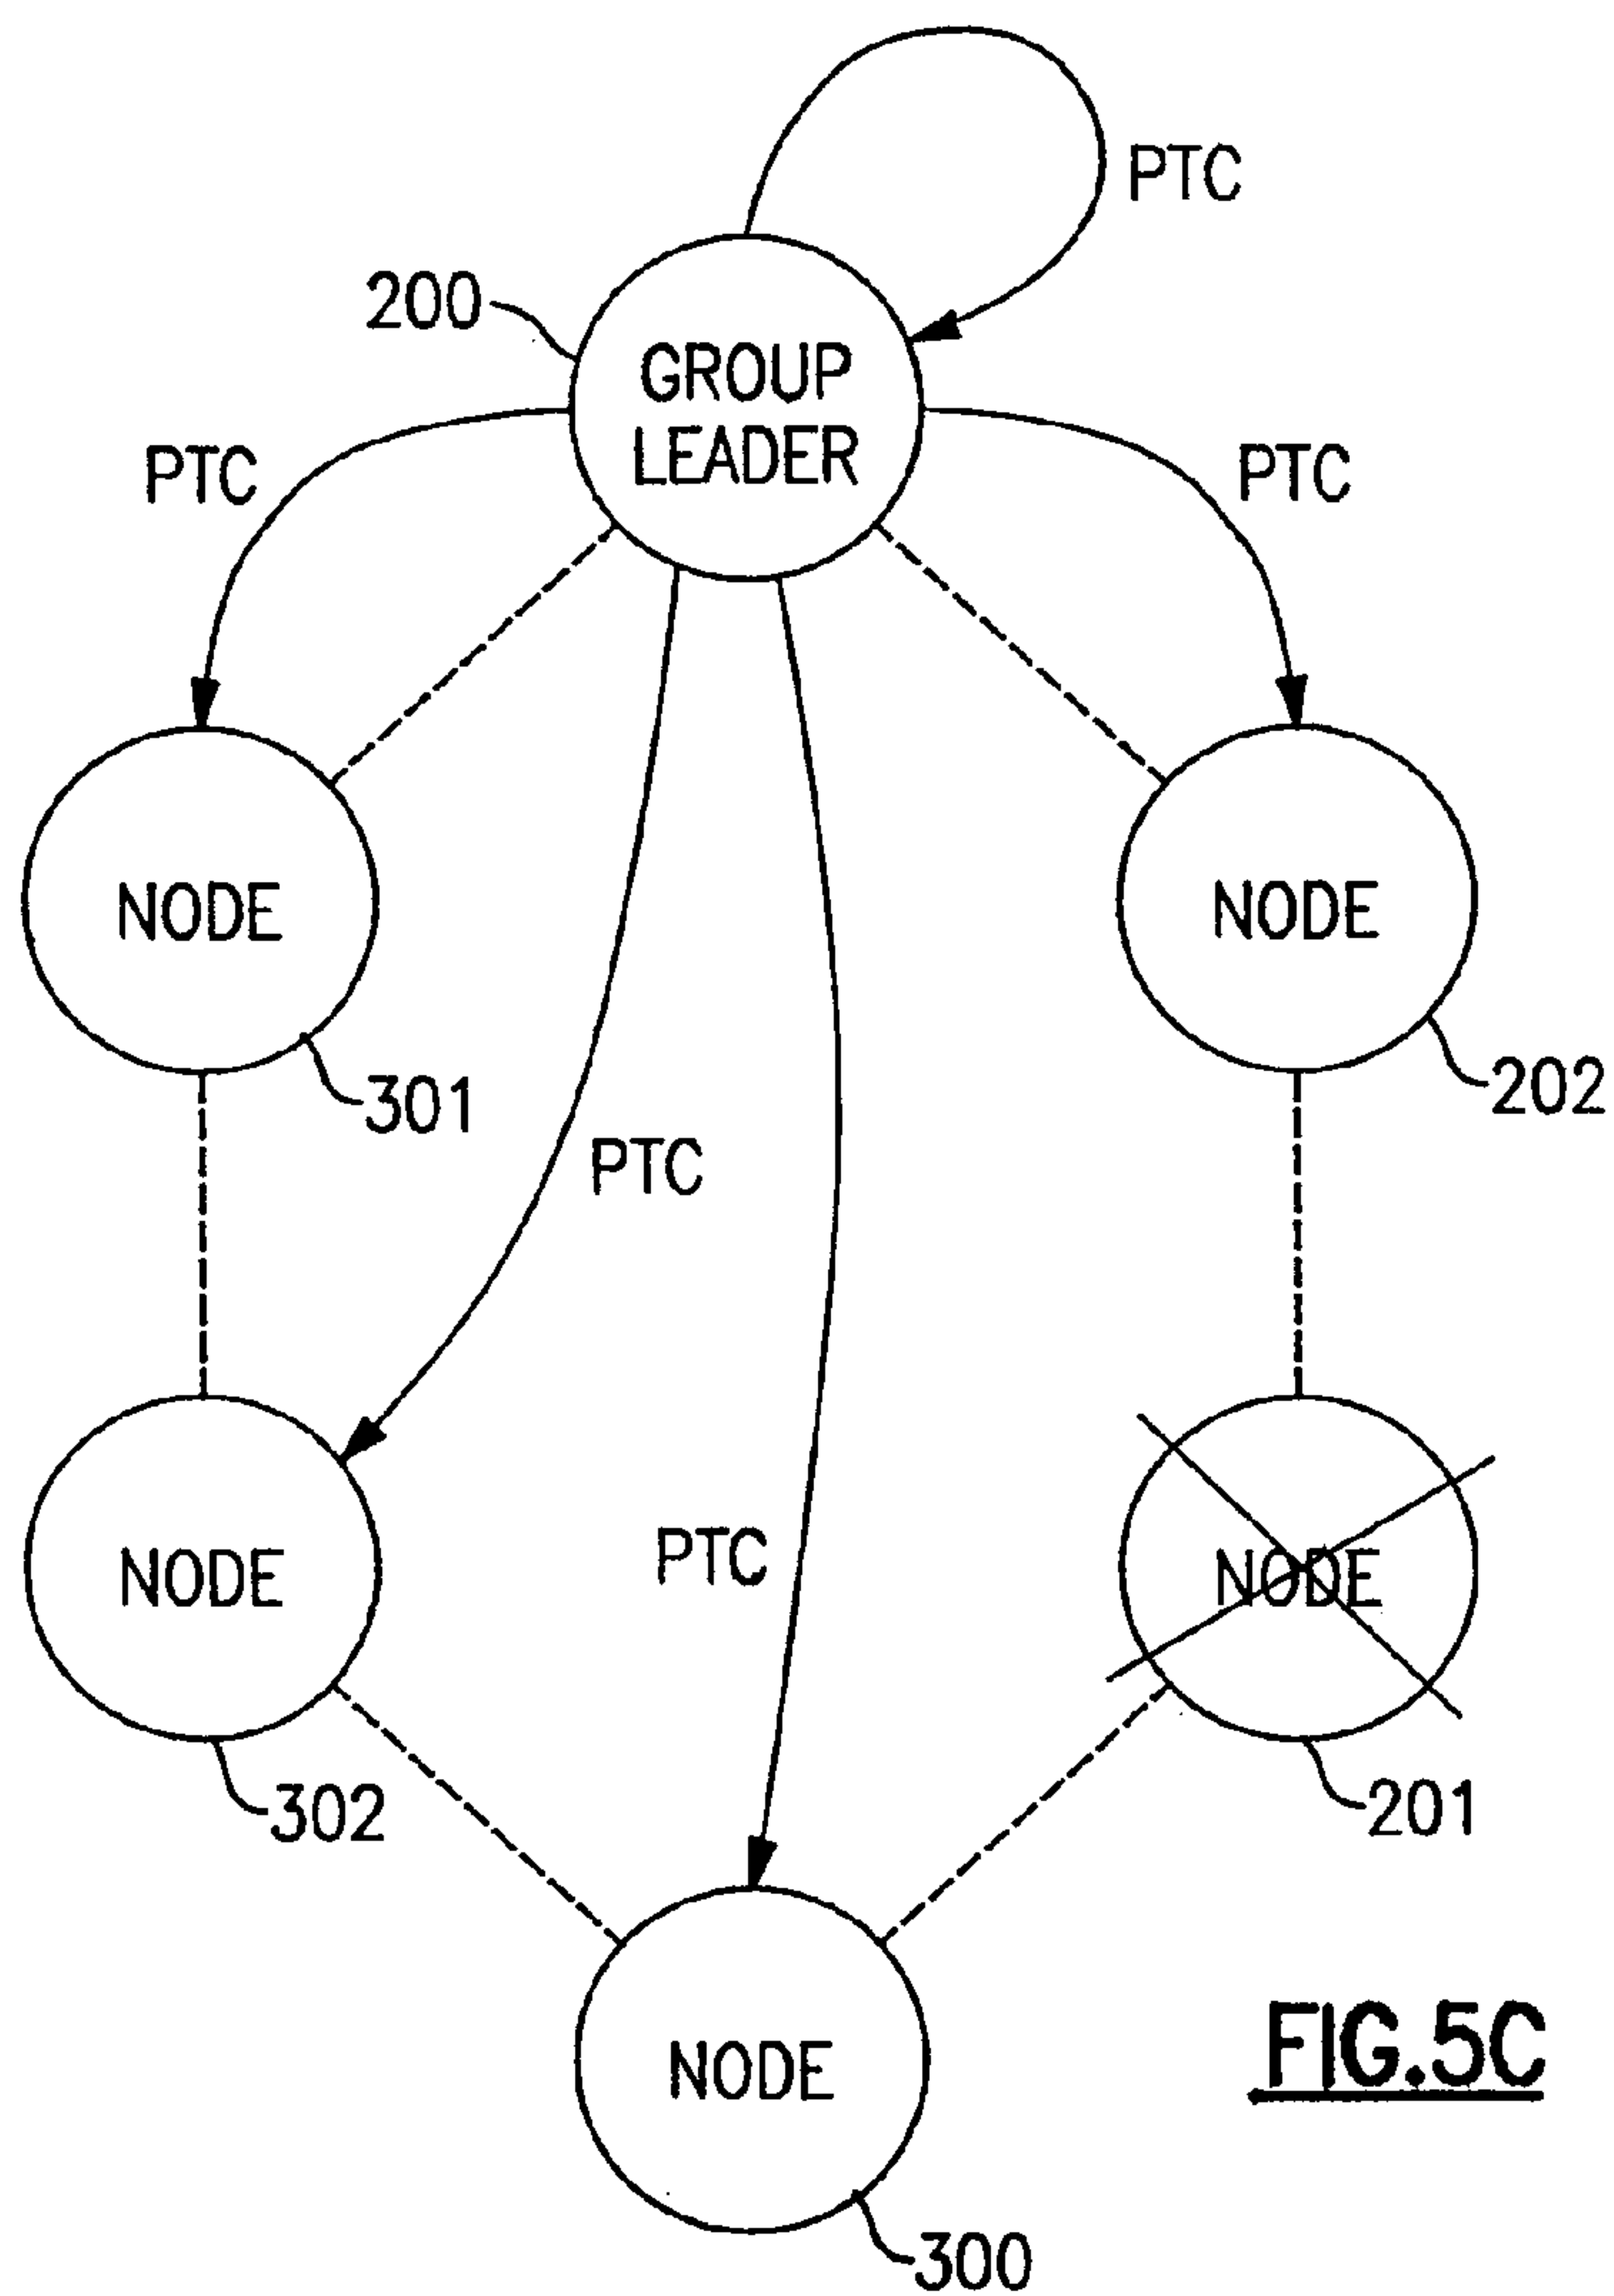 PTC
200
GROUP
LEADER
PTC
PTC
NODE
NODE
301
202
PTC
NODE
PTC
NODE
302
201
NODE
FIG.5C
300